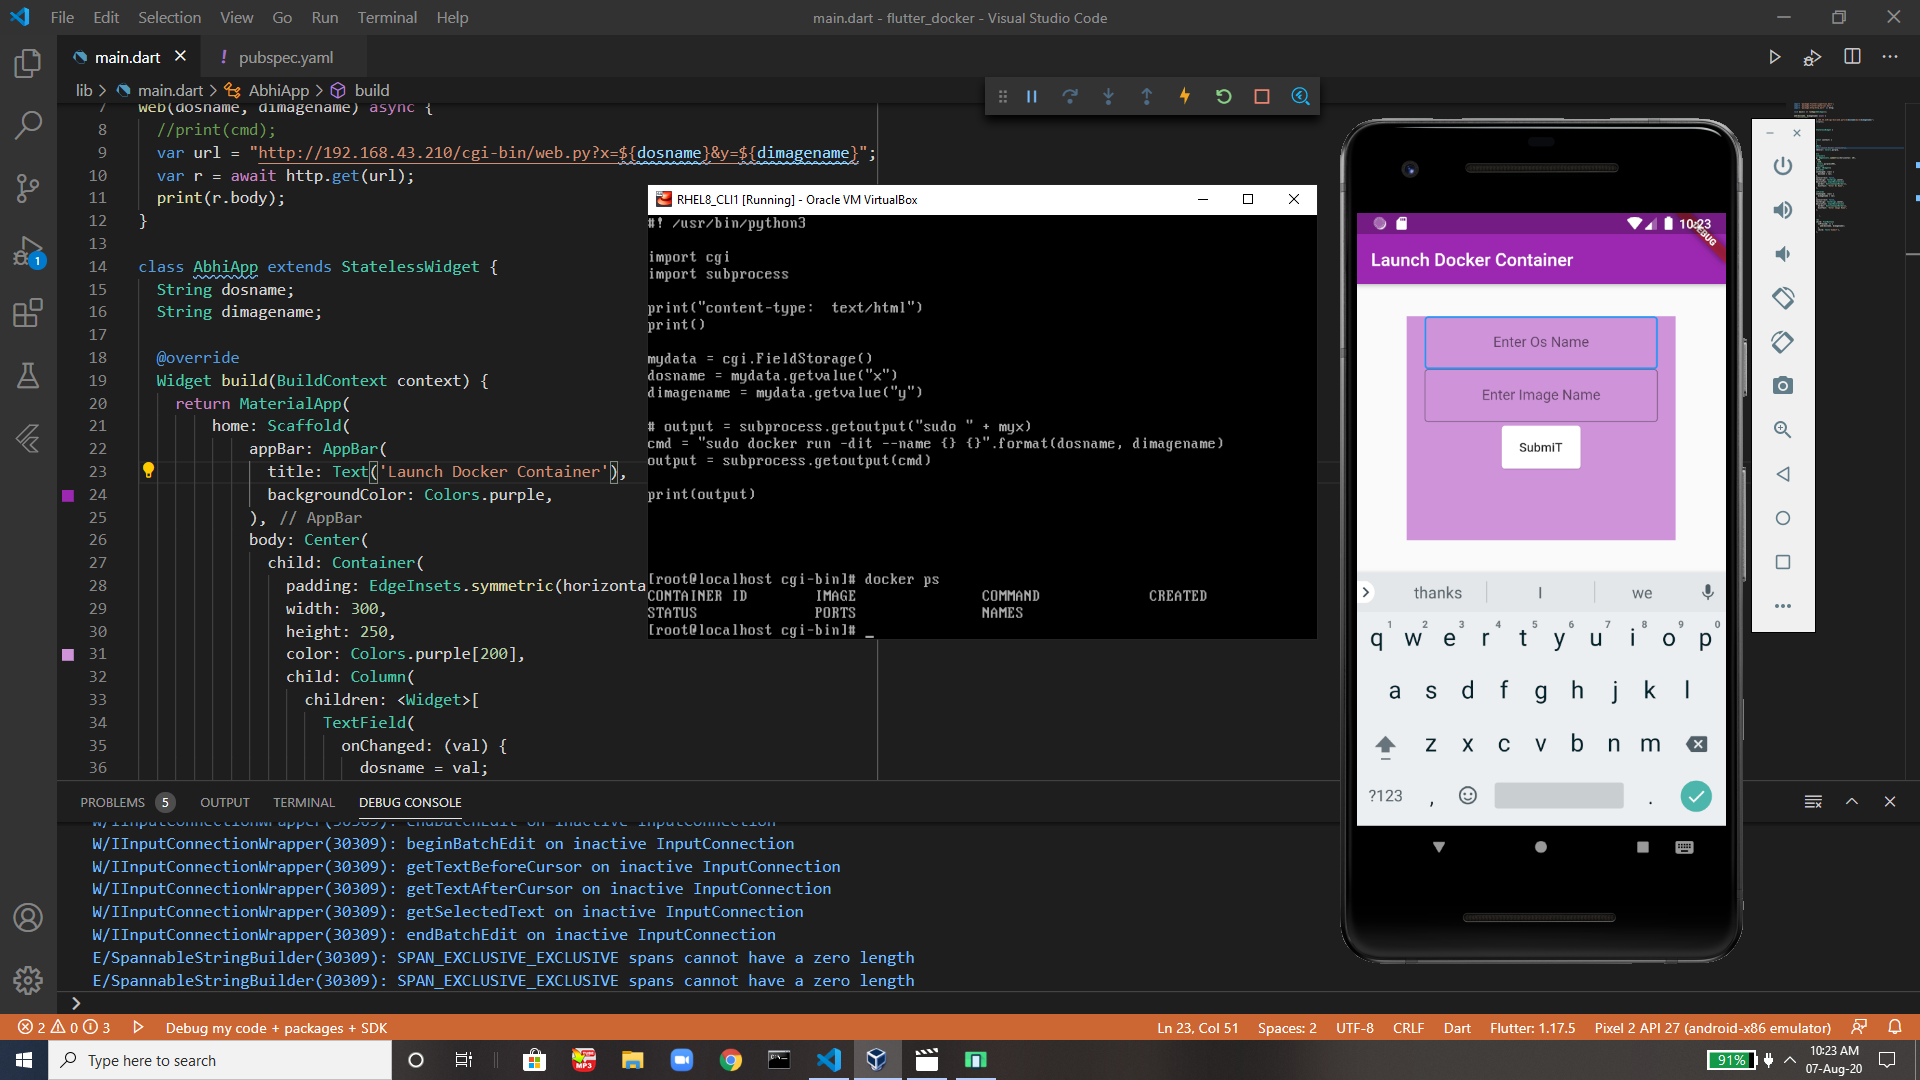 File Edit Selection View Go Run Terminal Help
main.dart - flutter_docker - Visual Studio Code
main.dart
! pubspec.yaml
lib > main.dart > AbhiApp > build
7 web(dosname, dimagename) async {
8 //print(cmd);
9 var url = "http://192.168.43.210/cgi-bin/web.py?x=${dosname}&y=${dimagename}";
10 var r = await http.get(url);
11 print(r.body);
12 }
13
14 class AbhiApp extends StatelessWidget {
15 String dosname;
16 String dimagename;
17
18 @override
19 Widget build(BuildContext context) {
20 return MaterialApp(
21 home: Scaffold(
22 appBar: AppBar(
23 title: Text('Launch Docker Container'),
24 backgroundColor: Colors.purple,
25 ), // AppBar
26 body: Center(
27 child: Container(
28 padding: EdgeInsets.symmetric(horizonta
29 width: 300,
30 height: 250,
31 color: Colors.purple[200],
32 child: Column(
33 children: <Widget>[
34 TextField(
35 onChanged: (val) {
36 dosname = val;
RHEL8_CLI1 [Running] - Oracle VM VirtualBox
#! /usr/bin/python3
import cgi
import subprocess
print("content-type:  text/html")
print()
mydata = cgi.FieldStorage()
dosname = mydata.getvalue("x")
dimagename = mydata.getvalue("y")
# output = subprocess.getoutput("sudo " + myx)
cmd = "sudo docker run -dit --name {} {}".format(dosname, dimagename)
output = subprocess.getoutput(cmd)
print(output)
[root@localhost cgi-bin]# docker ps
CONTAINER ID IMAGE COMMAND CREATED
STATUS PORTS NAMES
[root@localhost cgi-bin]# _
10:23
DEBUG
Launch Docker Container
Enter Os Name
Enter Image Name
SubmiT
thanks I we
1 2 3 4 5 6 7 8 9 0
q w e r t y u i o p
a s d f g h j k l
z x c v b n m
?123 , .
1
PROBLEMS 5 OUTPUT TERMINAL DEBUG CONSOLE
W/IInputConnectionWrapper(30309): endBatchEdit on inactive InputConnection
W/IInputConnectionWrapper(30309): beginBatchEdit on inactive InputConnection
W/IInputConnectionWrapper(30309): getTextBeforeCursor on inactive InputConnection
W/IInputConnectionWrapper(30309): getTextAfterCursor on inactive InputConnection
W/IInputConnectionWrapper(30309): getSelectedText on inactive InputConnection
W/IInputConnectionWrapper(30309): endBatchEdit on inactive InputConnection
E/SpannableStringBuilder(30309): SPAN_EXCLUSIVE_EXCLUSIVE spans cannot have a zero length
E/SpannableStringBuilder(30309): SPAN_EXCLUSIVE_EXCLUSIVE spans cannot have a zero length
>
2 0 3 Debug my code + packages + SDK
Ln 23, Col 51 Spaces: 2 UTF-8 CRLF Dart Flutter: 1.17.5 Pixel 2 API 27 (android-x86 emulator)
Type here to search
MP3
91%
10:23 AM
07-Aug-20